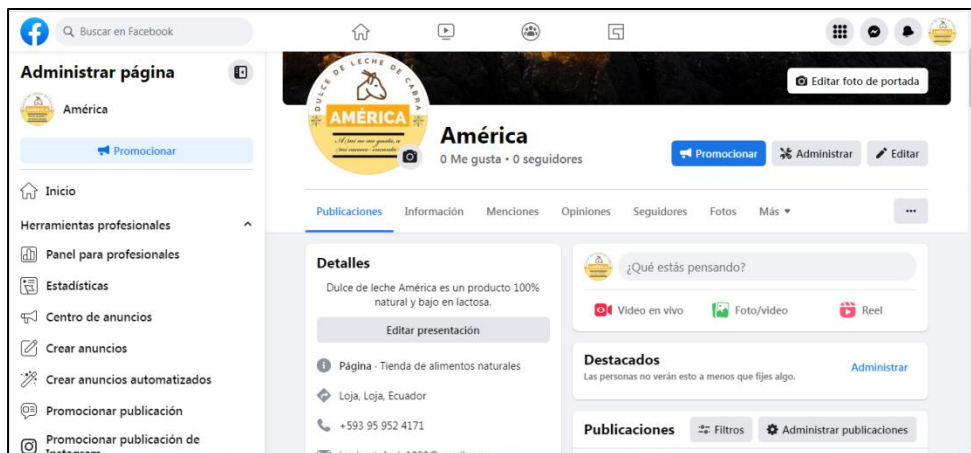 Buscar en Facebook
Administrar página
América
Promocionar
Inicio
Herramientas profesionales
Panel para profesionales
Estadísticas
Centro de anuncios
Crear anuncios
Crear anuncios automatizados
Promocionar publicación
Promocionar publicación de
Instagram
Editar foto de portada
DULCE DE LECHE DE CABRA
AMÉRICA
América
0 Me gusta • 0 seguidores
Promocionar
Administrar
Editar
Publicaciones
Información
Menciones
Opiniones
Seguidores
Fotos
Más
Detalles
Dulce de leche América es un producto 100%
natural y bajo en lactosa.
Editar presentación
Página · Tienda de alimentos naturales
Loja, Loja, Ecuador
+593 95 952 4171
¿Qué estás pensando?
Video en vivo
Foto/video
Reel
Destacados
Administrar
Las personas no verán esto a menos que fijes algo.
Publicaciones
Filtros
Administrar publicaciones